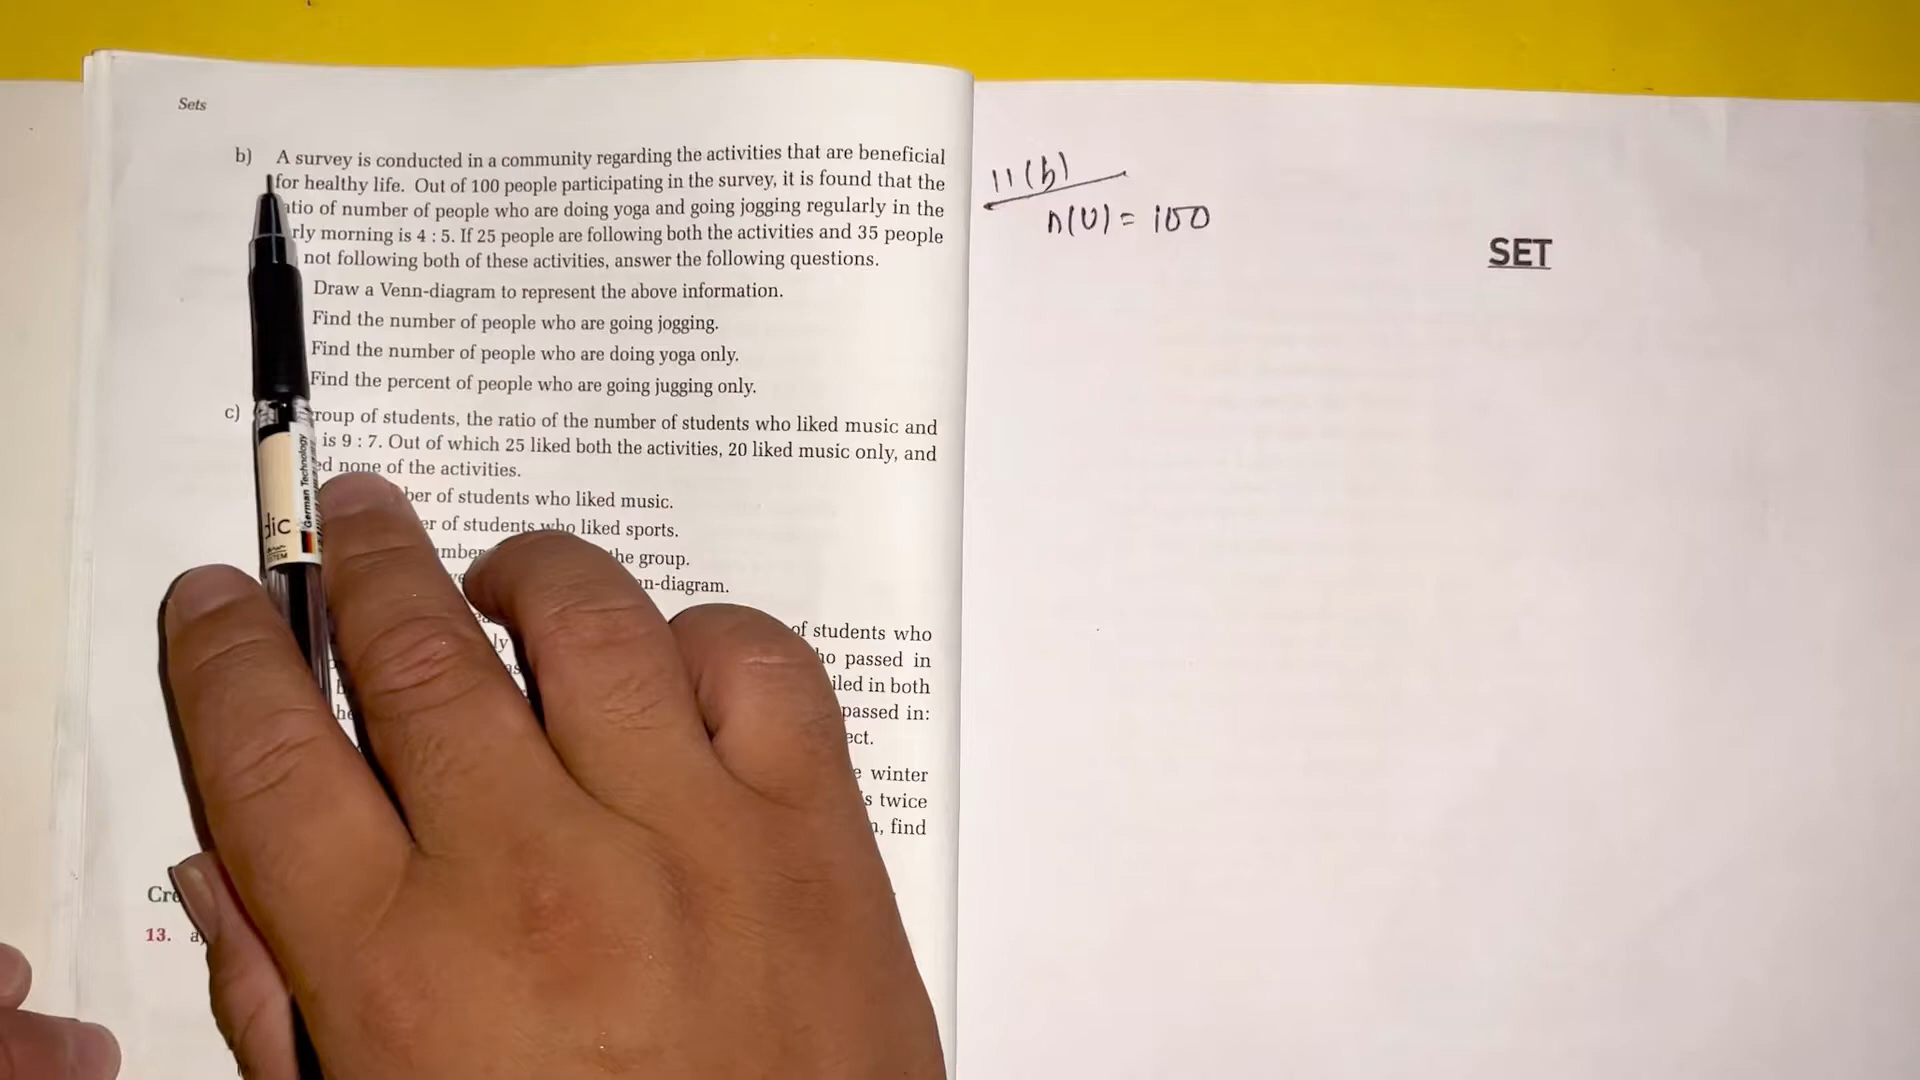 Sets
b) A survey is conducted in a community regarding the activities that are beneficial
for healthy life. Out of 100 people participating in the survey, it is found that the
atio of number of people who are doing yoga and going jogging regularly in the
rly morning is 4 : 5. If 25 people are following both the activities and 35 people
not following both of these activities, answer the following questions.
Draw a Venn-diagram to represent the above information.
Find the number of people who are going jogging.
Find the number of people who are doing yoga only.
Find the percent of people who are going jugging only.
c) roup of students, the ratio of the number of students who liked music and
is 9 : 7. Out of which 25 liked both the activities, 20 liked music only, and
ed none of the activities.
ber of students who liked music.
er of students who liked sports.
umber he group.
n-diagram.
of students who
ho passed in
iled in both
passed in:
ect.
e winter
s twice
n, find
Cre
13. a)
11(b)
n(U) = 100
SET
German Technology
dic